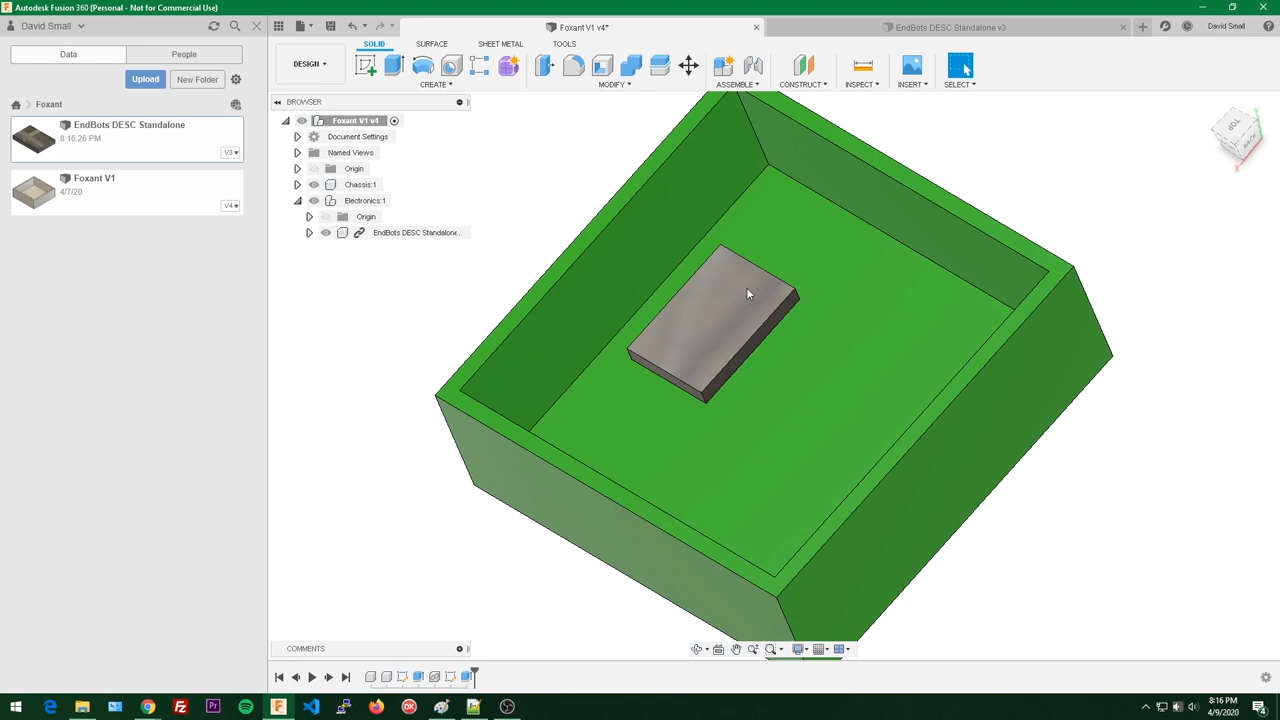 Autodesk Fusion 360 (Personal - Not for Commercial Use)
David Small
Foxant V1 v4*
EndBots DESC Standalone v3
David Small
Data
People
SOLID
SURFACE
SHEET METAL
TOOLS
DESIGN
Upload
New Folder
CREATE
MODIFY
ASSEMBLE
CONSTRUCT
INSPECT
INSERT
SELECT
Foxant
BROWSER
EndBots DESC Standalone
8:16:26 PM
V3
Foxant V1
4/7/20
V4
Foxant V1 v4
Document Settings
Named Views
Origin
Chassis:1
Electronics:1
Origin
EndBots DESC Standalone...
TOP
BACK
X
Y
COMMENTS
8:16 PM
4/9/2020
4